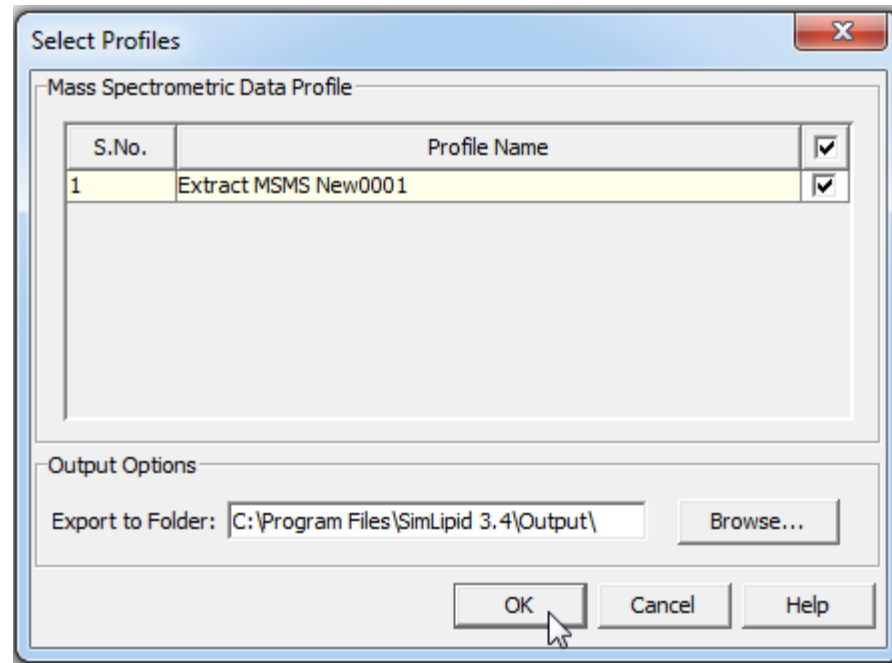 Select Profiles
Mass Spectrometric Data Profile
S.No. Profile Name
1 Extract MSMS New0001
Output Options
Export to Folder: C:\Program Files\SimLipid 3.4\Output\ Browse...
OK Cancel Help